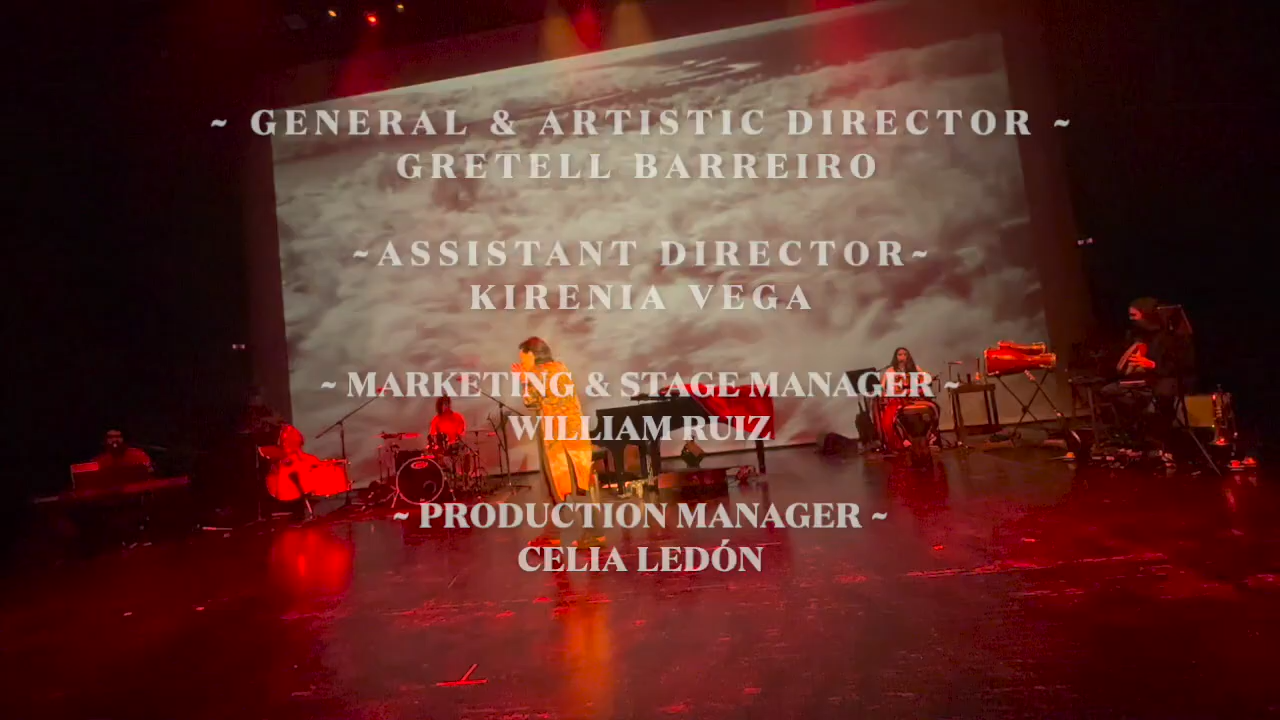 ~ GENERAL & ARTISTIC DIRECTOR ~
GRETELL BARREIRO
~ASSISTANT DIRECTOR~
KIRENIA VEGA
~ MARKETING & STAGE MANAGER ~
WILLIAM RUIZ
~ PRODUCTION MANAGER ~
CELIA LEDÓN